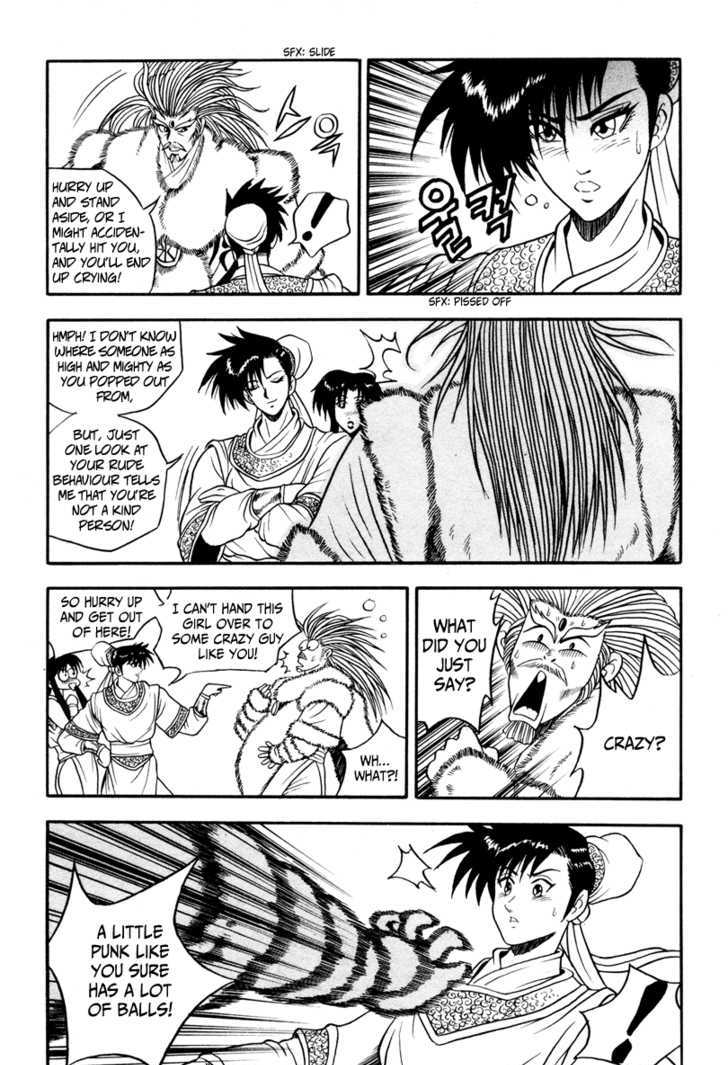 SFX: SLIDE
HURRY UP
AND STAND
ASIDE, OR I
MIGHT ACCIDEN-
TALLY HIT YOU,
AND YOU'LL END
UP CRYING!
스윽
!
울컥
SFX: PISSED OFF
HMPH! I DON'T KNOW
WHERE SOMEONE AS
HIGH AND MIGHTY AS
YOU POPPED OUT
FROM,
BUT, JUST
ONE LOOK AT
YOUR RUDE
BEHAVIOUR TELLS
ME THAT YOU'RE
NOT A KIND
PERSON!
SO HURRY UP
AND GET OUT
OF HERE!
I CAN'T HAND THIS
GIRL OVER TO
SOME CRAZY GUY
LIKE YOU!
WH...
WHAT?!
WHAT
DID YOU
JUST
SAY?
CRAZY?
A LITTLE
PUNK LIKE
YOU SURE
HAS A LOT
OF BALLS!
!